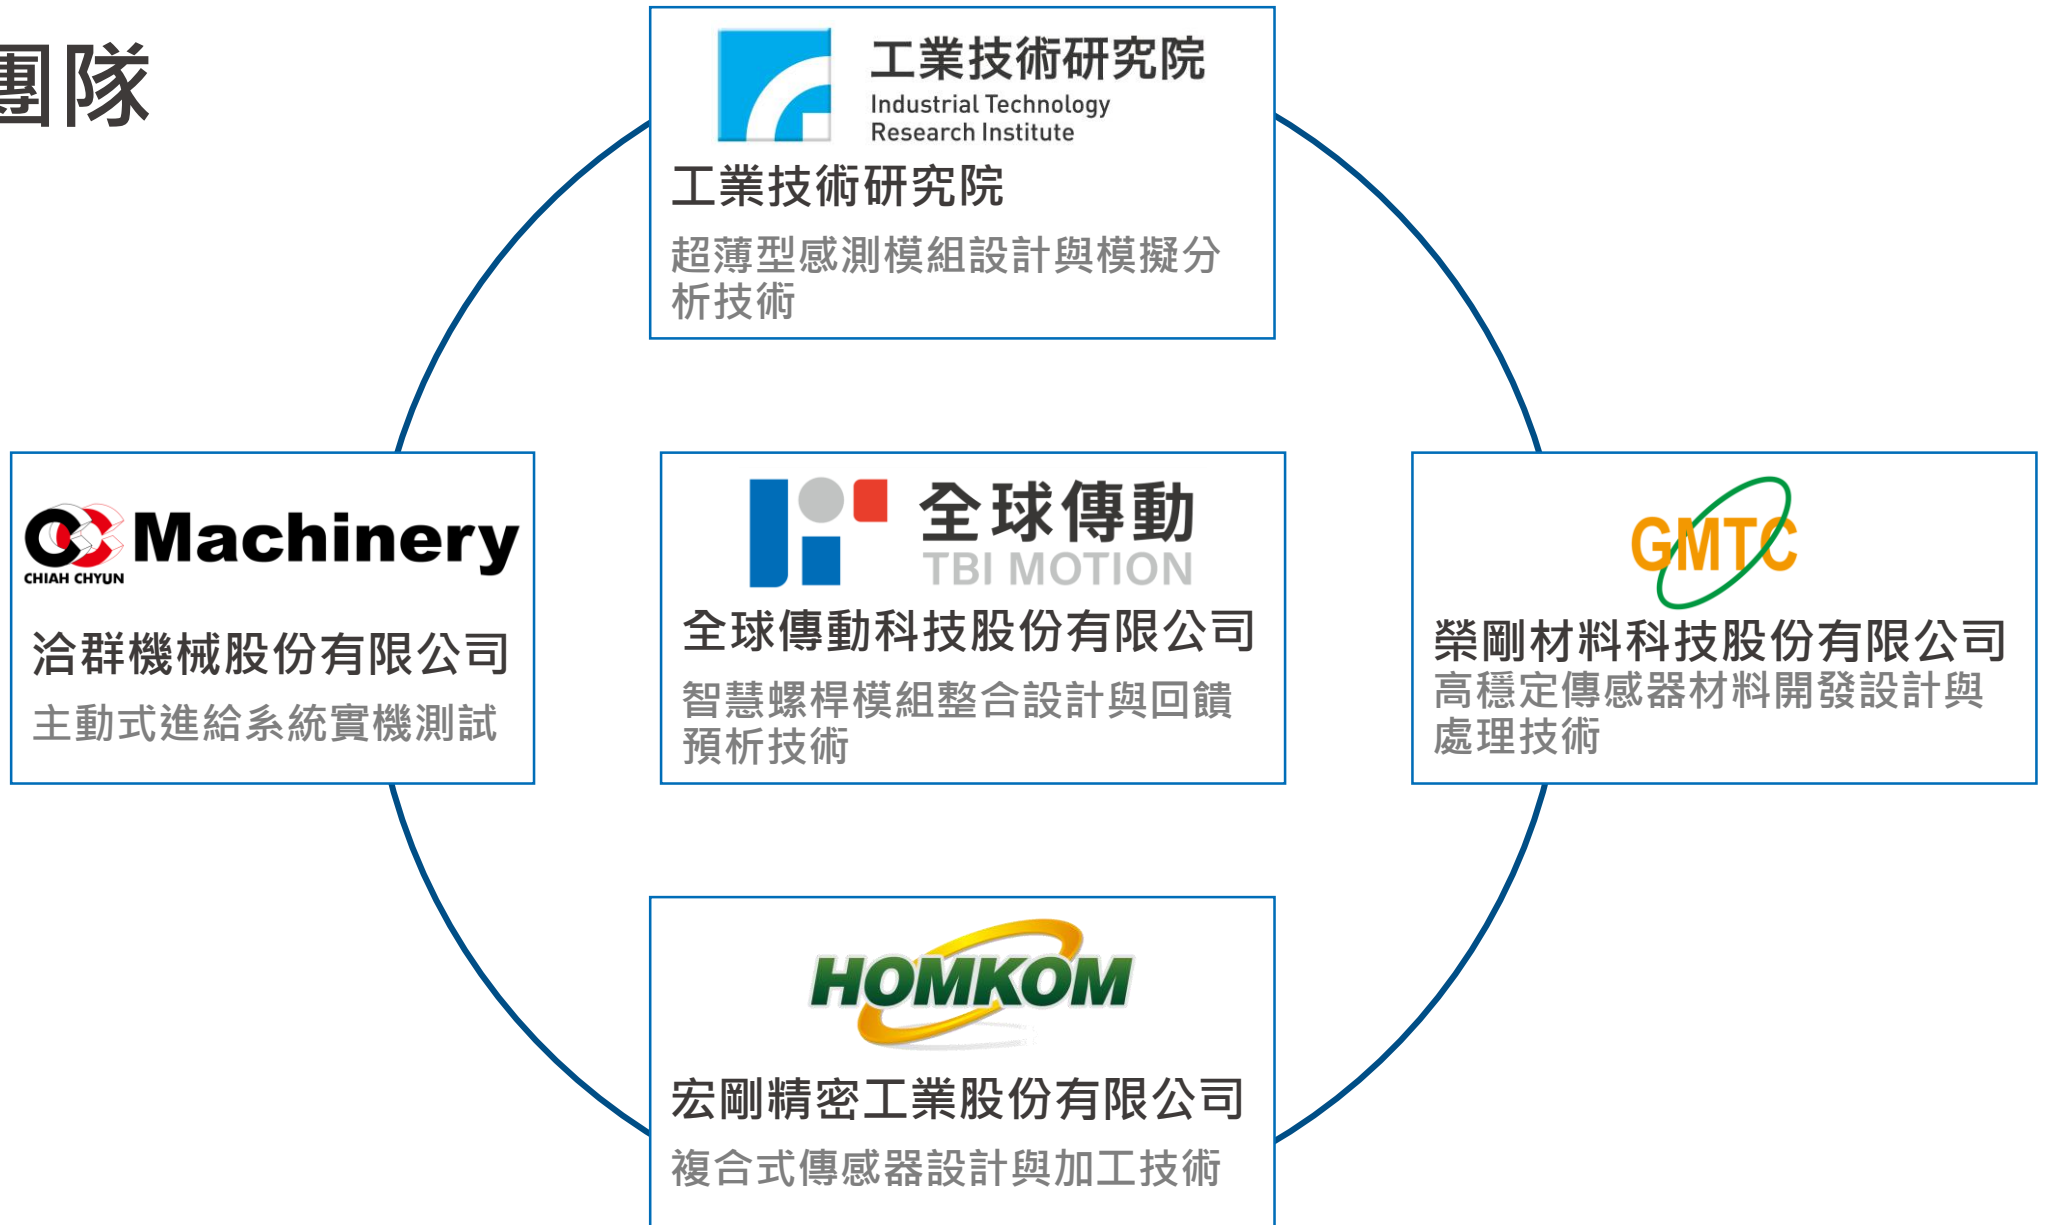 團隊
工業技術研究院
Industrial Technology
Research Institute
工業技術研究院
超薄型感測模組設計與模擬分
析技術
Machinery
CHIAH CHYUN
洽群機械股份有限公司
主動式進給系統實機測試
全球傳動
TBI MOTION
全球傳動科技股份有限公司
智慧螺桿模組整合設計與回饋
預析技術
GMTC
榮剛材料科技股份有限公司
高穩定傳感器材料開發設計與
處理技術
HOMKOM
宏剛精密工業股份有限公司
複合式傳感器設計與加工技術